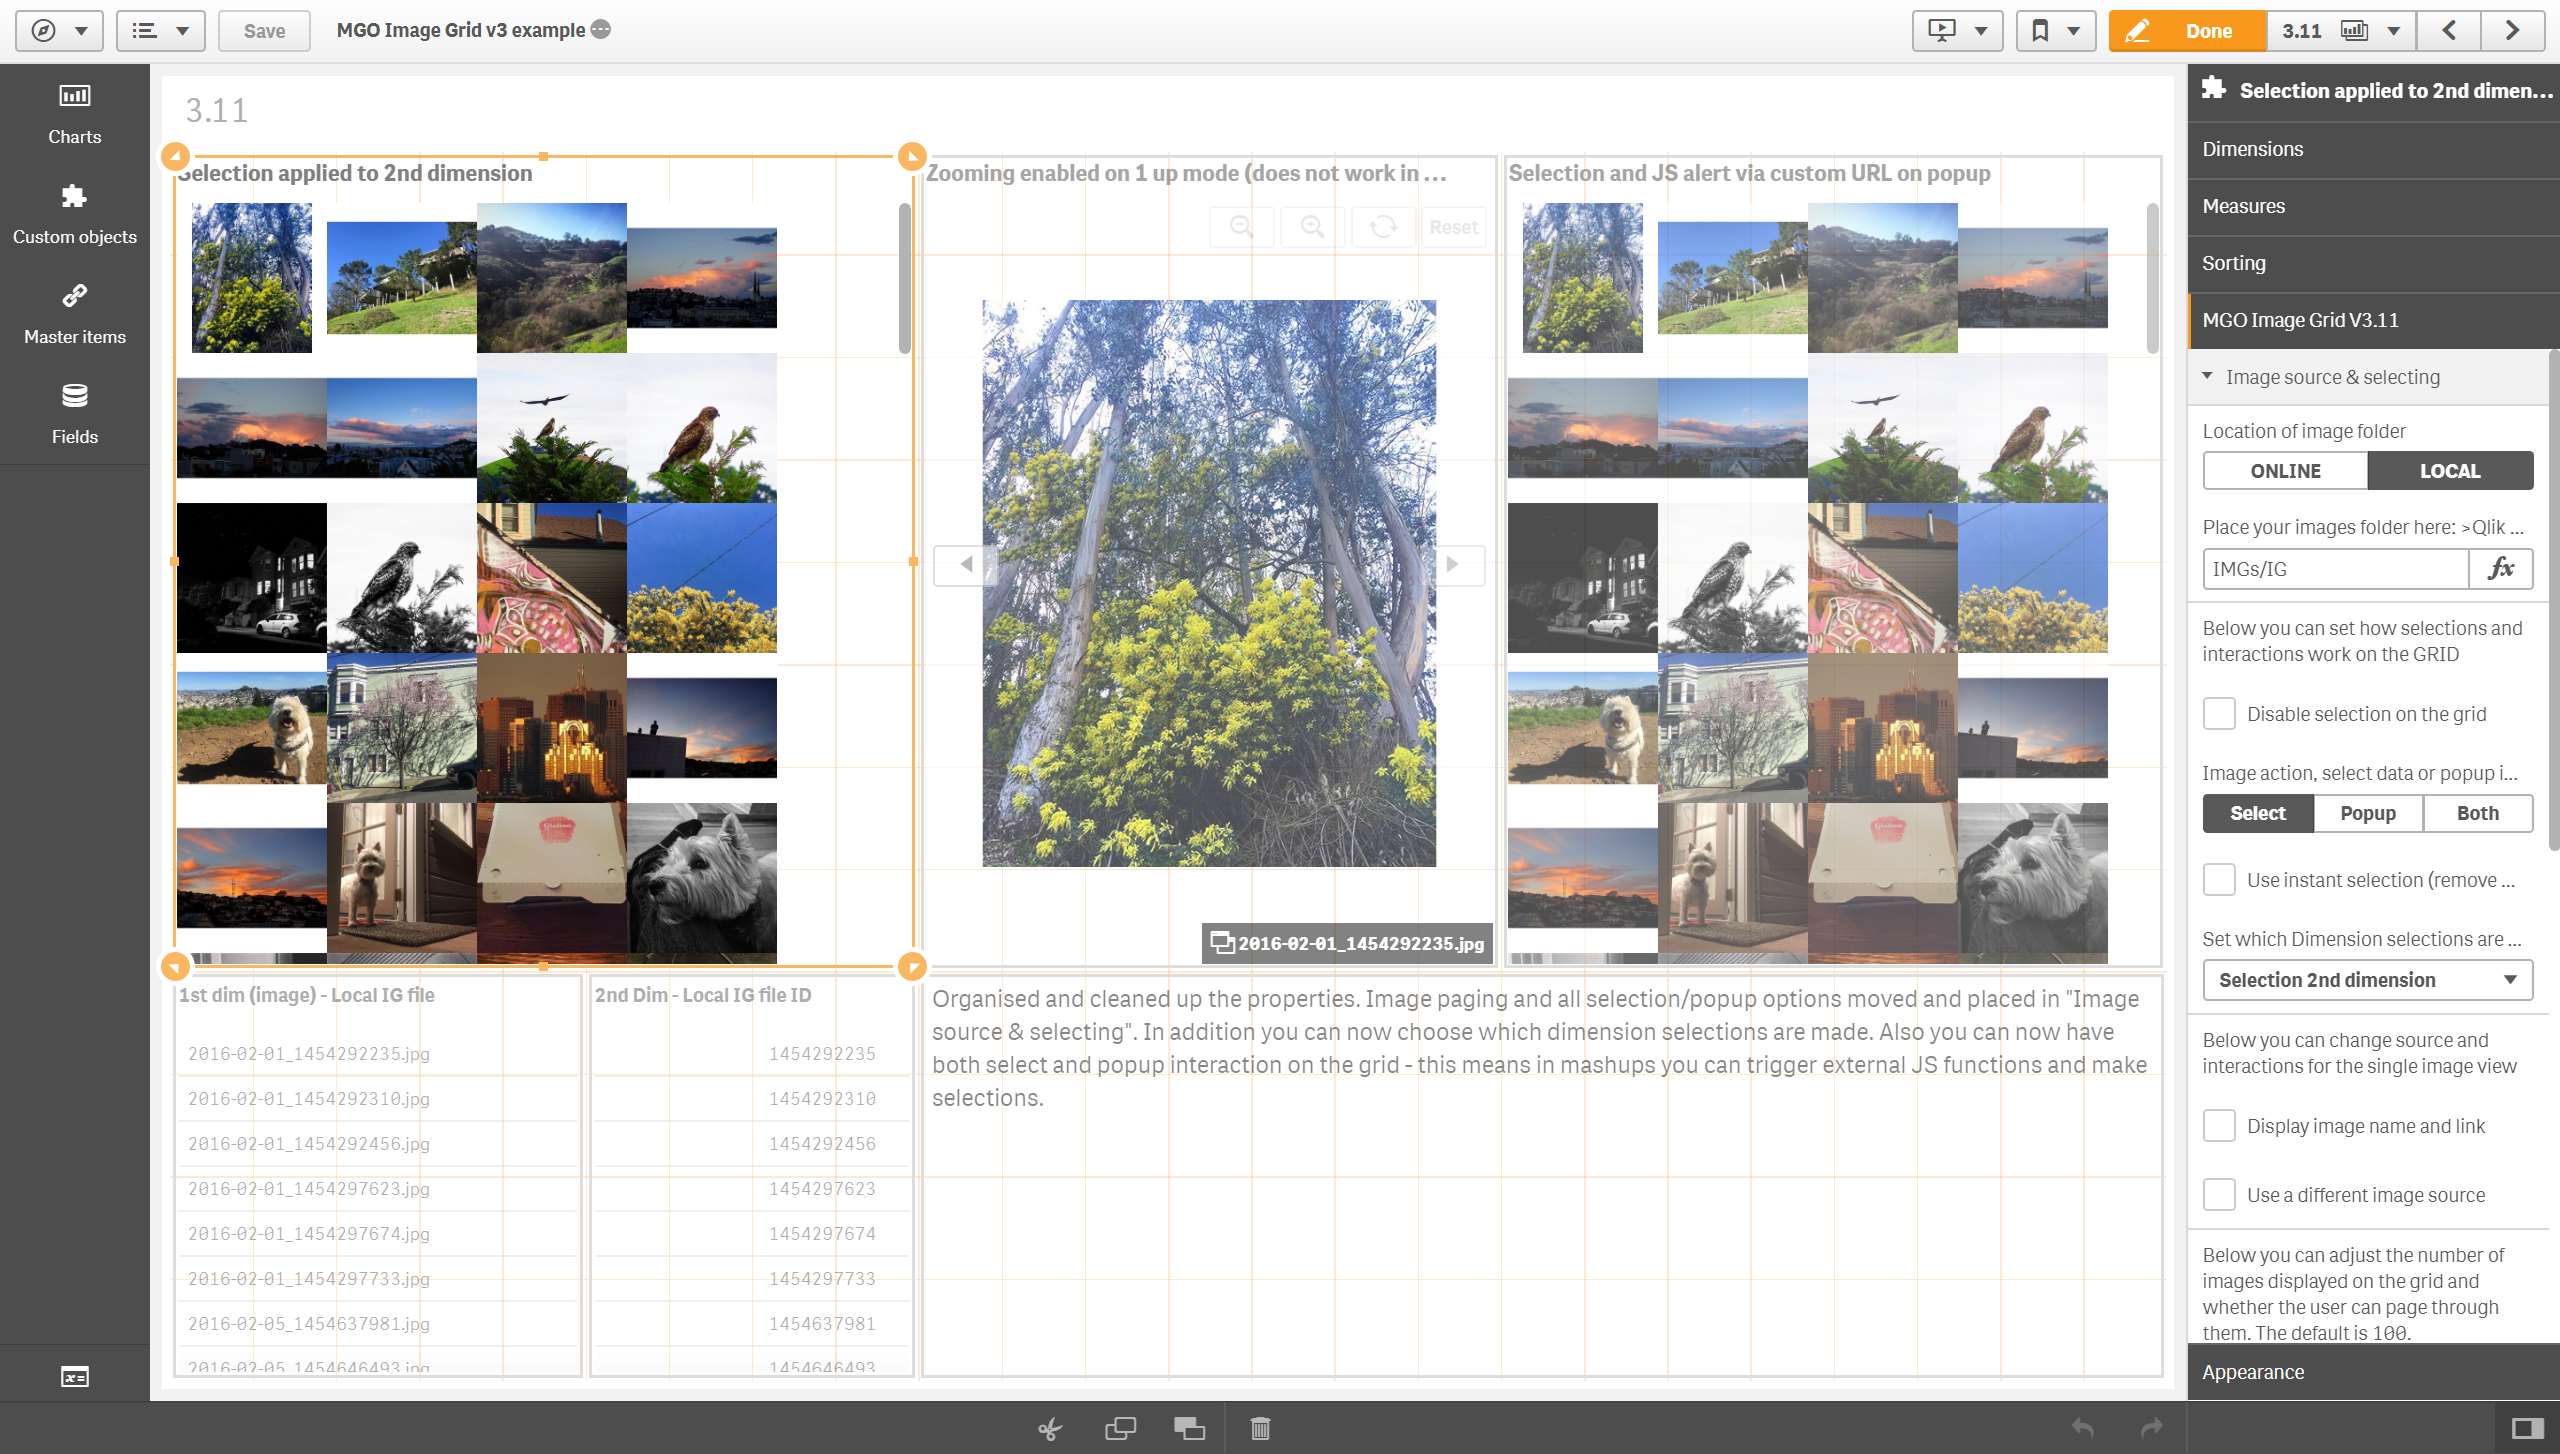 Save
MGO Image Grid v3 example
Done
3.11
Charts
Custom objects
Master items
Fields
3.11
Selection applied to 2nd dimension
Zooming enabled on 1 up mode (does not work in ...
Reset
2016-02-01_1454292235.jpg
Selection and JS alert via custom URL on popup
1st dim (image) - Local IG file
2016-02-01_1454292235.jpg
2016-02-01_1454292310.jpg
2016-02-01_1454292456.jpg
2016-02-01_1454297623.jpg
2016-02-01_1454297674.jpg
2016-02-01_1454297733.jpg
2016-02-05_1454637981.jpg
2016-02-05_1454646493.jpg
2nd Dim - Local IG file ID
1454292235
1454292310
1454292456
1454297623
1454297674
1454297733
1454637981
1454646493
Organised and cleaned up the properties. Image paging and all selection/popup options moved and placed in "Image
source & selecting". In addition you can now choose which dimension selections are made. Also you can now have
both select and popup interaction on the grid - this means in mashups you can trigger external JS functions and make
selections.
Selection applied to 2nd dimen...
Dimensions
Measures
Sorting
MGO Image Grid V3.11
Image source & selecting
Location of image folder
ONLINE LOCAL
Place your images folder here: >Qlik ...
IMGs/IG
fx
Below you can set how selections and
interactions work on the GRID
Disable selection on the grid
Image action, select data or popup i...
Select Popup Both
Use instant selection (remove ...
Set which Dimension selections are ...
Selection 2nd dimension
Below you can change source and
interactions for the single image view
Display image name and link
Use a different image source
Below you can adjust the number of
images displayed on the grid and
whether the user can page through
them. The default is 100.
Appearance
x=